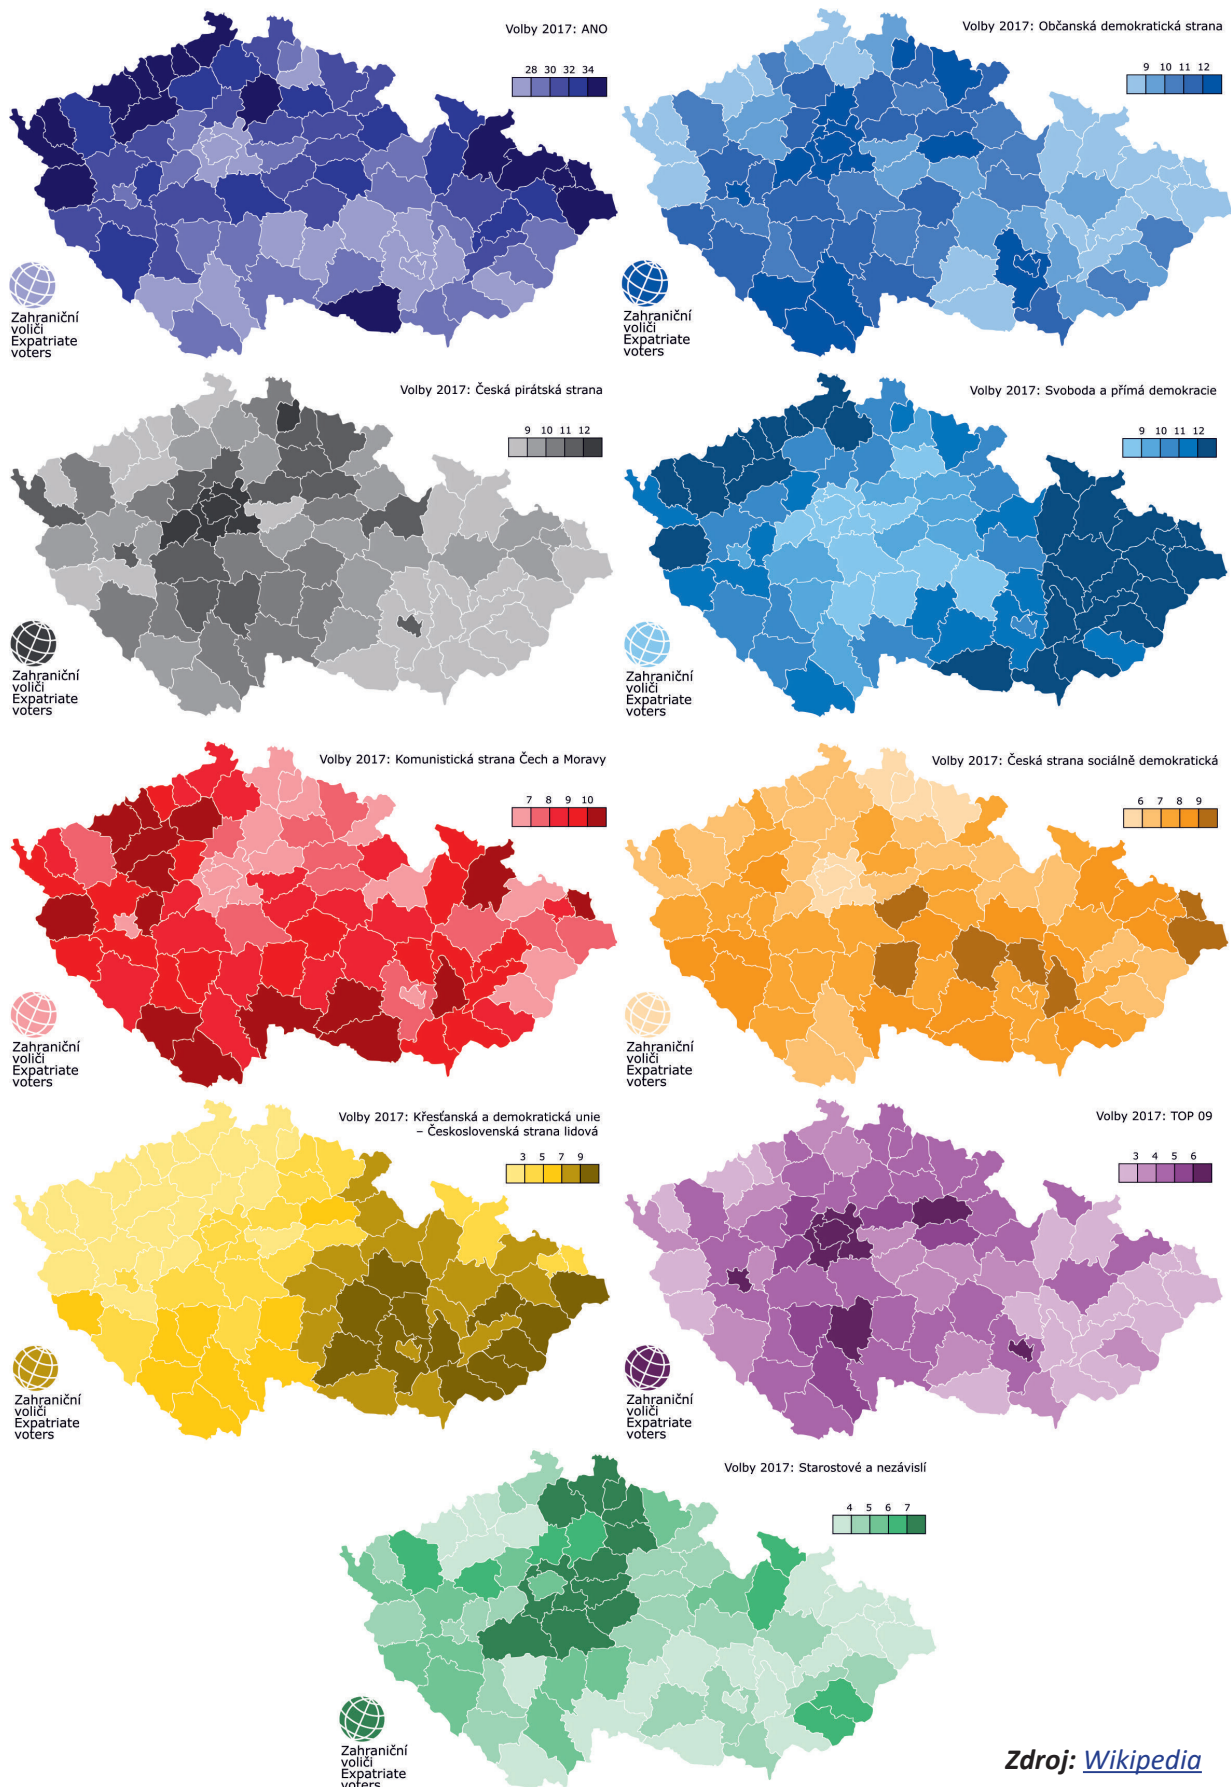 Volby 2017: ANO
28 30 32 34
Zahraniční
voliči
Expatriate
voters
Volby 2017: Občanská demokratická strana
9 10 11 12
Zahraniční
voliči
Expatriate
voters
Volby 2017: Česká pirátská strana
9 10 11 12
Zahraniční
voliči
Expatriate
voters
Volby 2017: Svoboda a přímá demokracie
9 10 11 12
Zahraniční
voliči
Expatriate
voters
Volby 2017: Komunistická strana Čech a Moravy
7 8 9 10
Zahraniční
voliči
Expatriate
voters
Volby 2017: Česká strana sociálně demokratická
6 7 8 9
Zahraniční
voliči
Expatriate
voters
Volby 2017: Křesťanská a demokratická unie
– Československá strana lidová
3 5 7 9
Zahraniční
voliči
Expatriate
voters
Volby 2017: TOP 09
3 4 5 6
Zahraniční
voliči
Expatriate
voters
Volby 2017: Starostové a nezávislí
4 5 6 7
Zahraniční
voliči
Expatriate
voters
Zdroj: Wikipedia